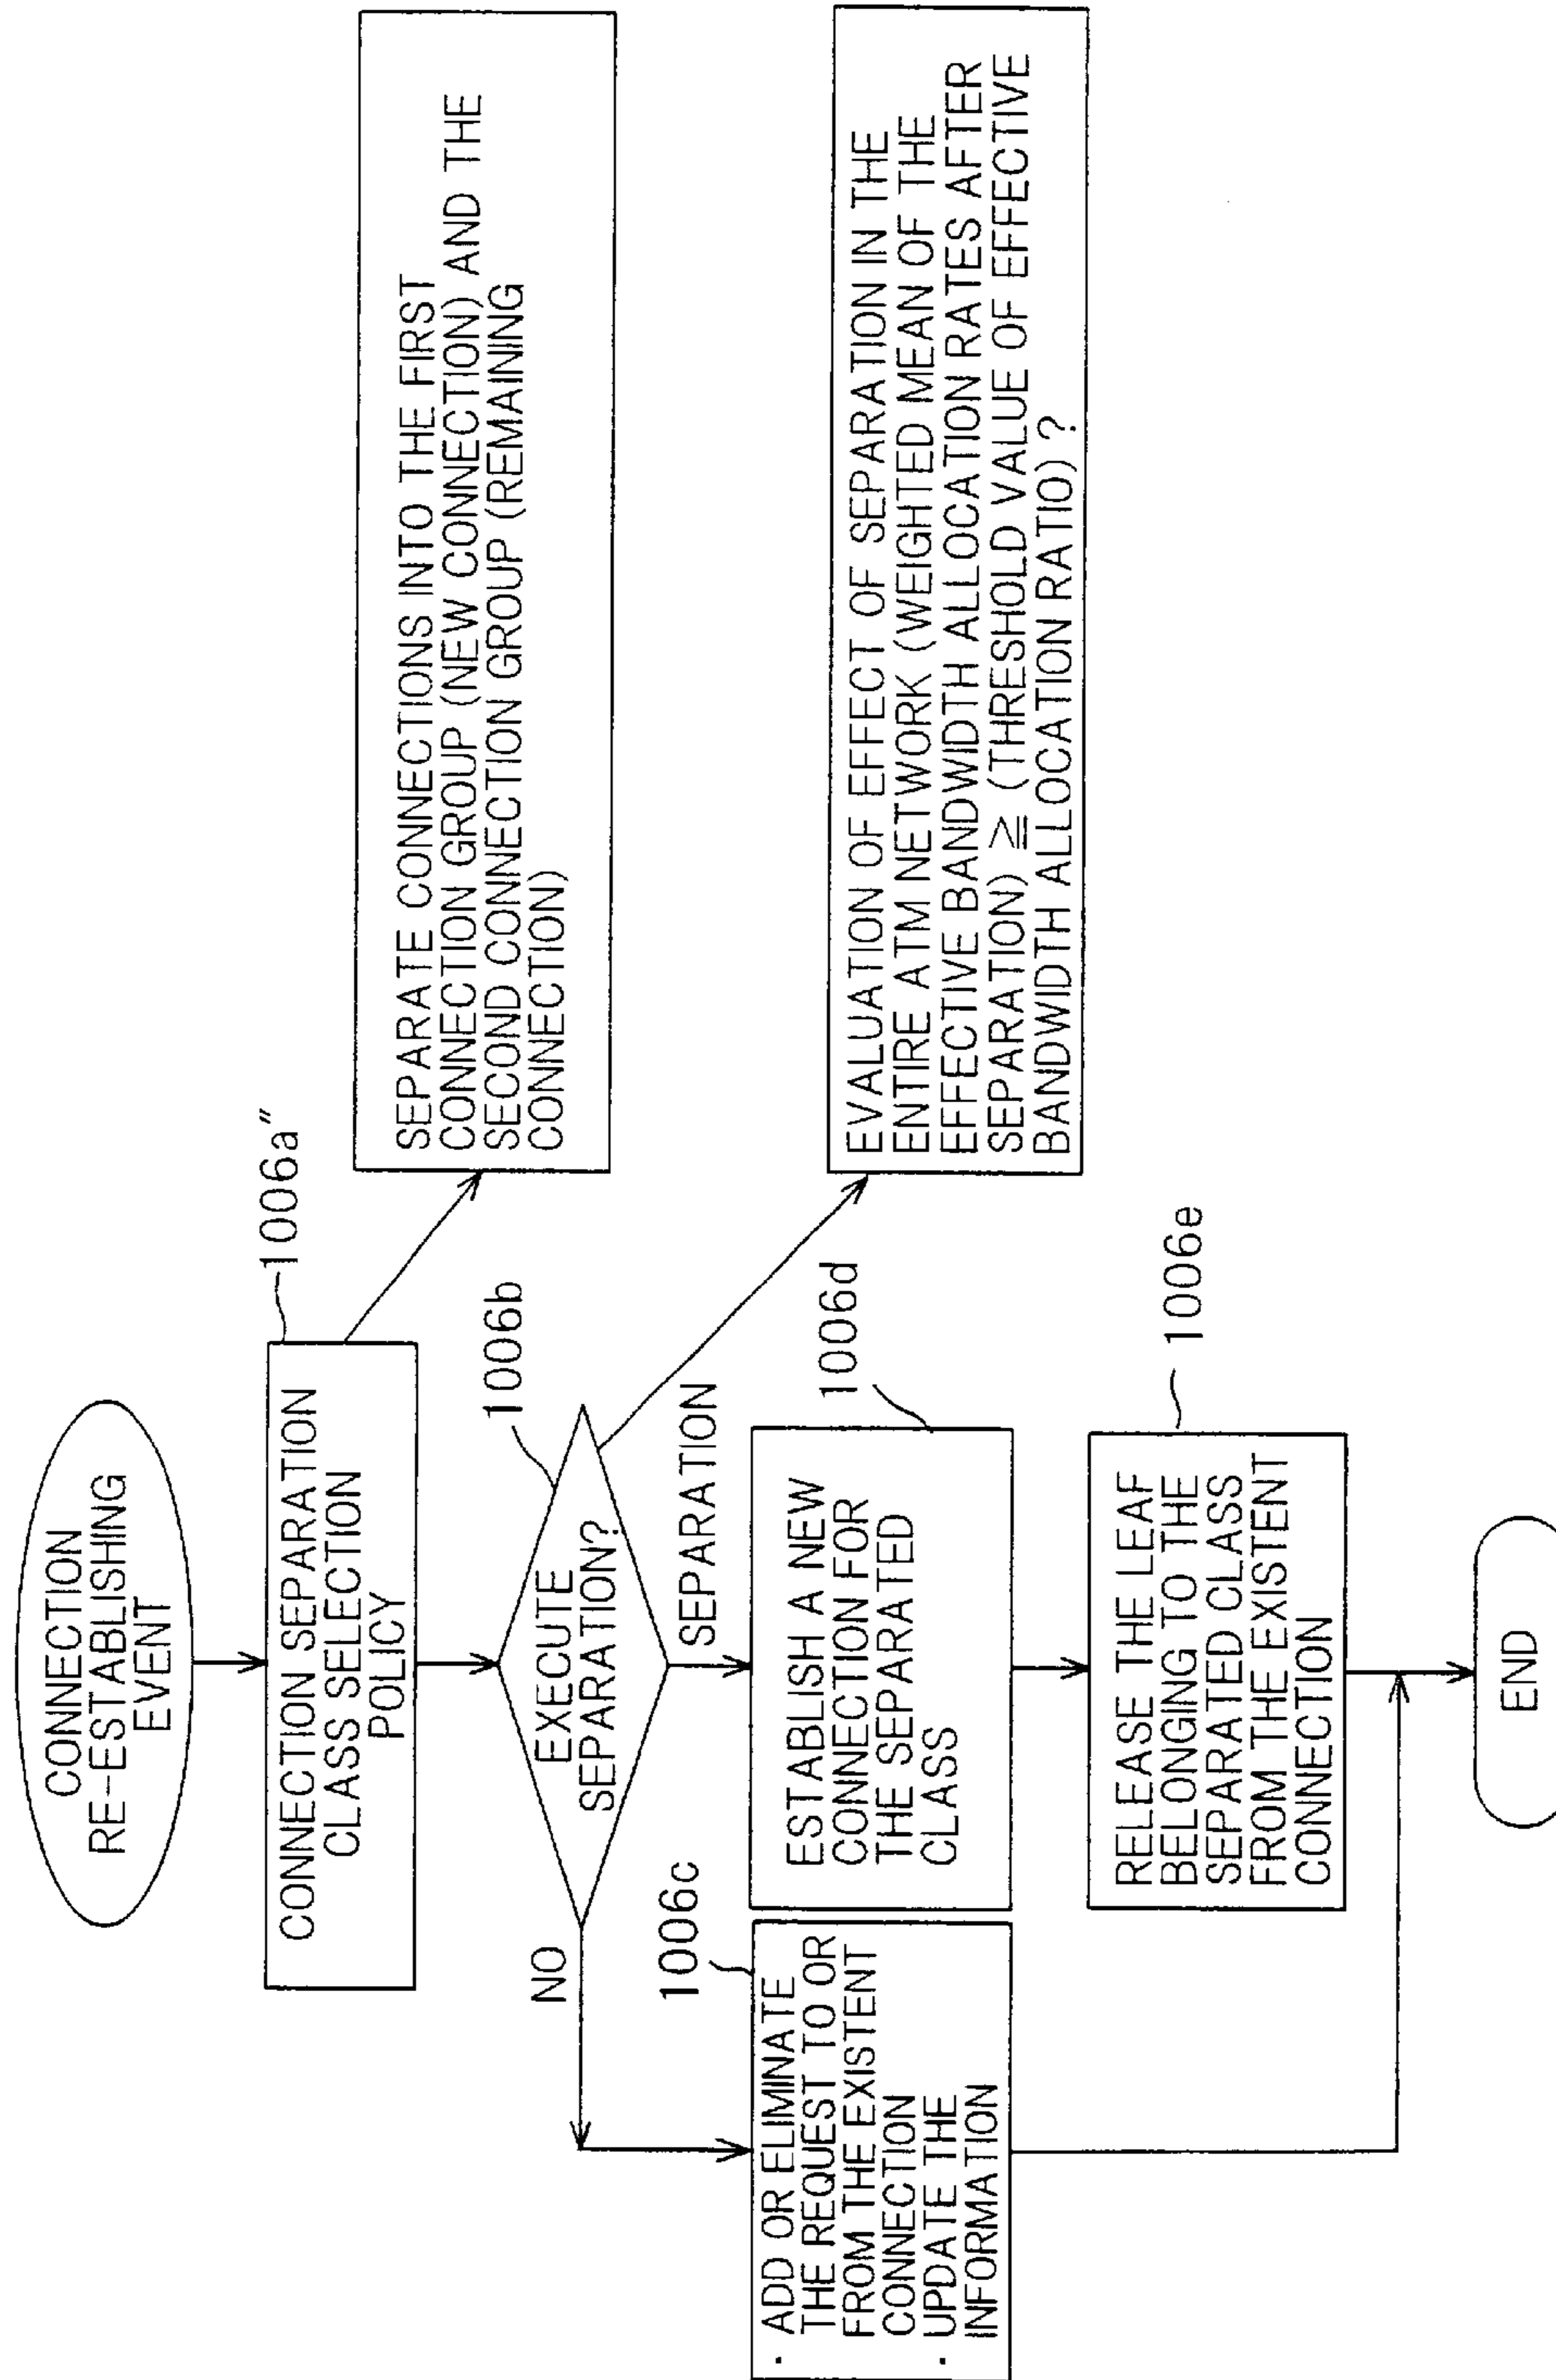 CONNECTION
RE-ESTABLISHING
EVENT
CONNECTION SEPARATION
CLASS SELECTION
POLICY
1006a″
SEPARATE CONNECTIONS INTO THE FIRST
CONNECTION GROUP (NEW CONNECTION) AND THE
SECOND CONNECTION GROUP (REMAINING
CONNECTION)
EXECUTE
SEPARATION?
1006b
EVALUATION OF EFFECT OF SEPARATION IN THE
ENTIRE ATM NETWORK (WEIGHTED MEAN OF THE
EFFECTIVE BANDWIDTH ALLOCATION RATES AFTER
SEPARATION) ≧ (THRESHOLD VALUE OF EFFECTIVE
BANDWIDTH ALLOCATION RATIO) ?
NO
SEPARATION
1006c
· ADD OR ELIMINATE
THE REQUEST TO OR
FROM THE EXISTENT
CONNECTION
· UPDATE THE
INFORMATION
1006d
ESTABLISH A NEW
CONNECTION FOR
THE SEPARATED
CLASS
1006e
RELEASE THE LEAF
BELONGING TO THE
SEPARATED CLASS
FROM THE EXISTENT
CONNECTION
END